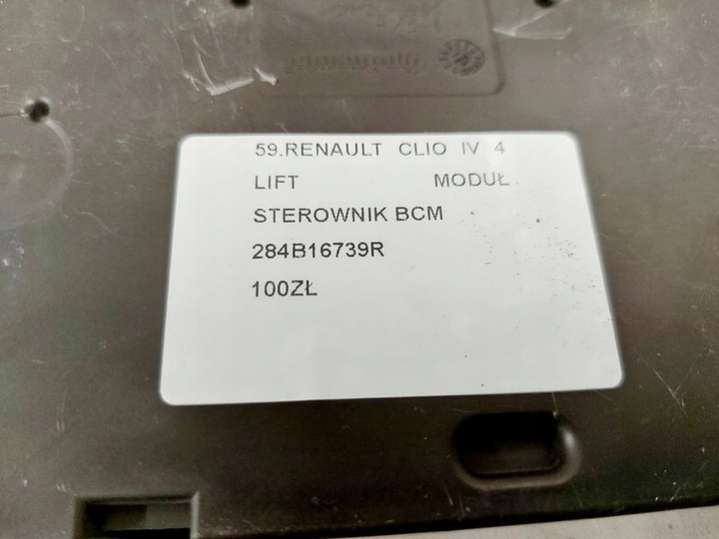 59.RENAULT CLIO IV 4
LIFT MODUŁ
STEROWNIK BCM
284B16739R
100ZŁ